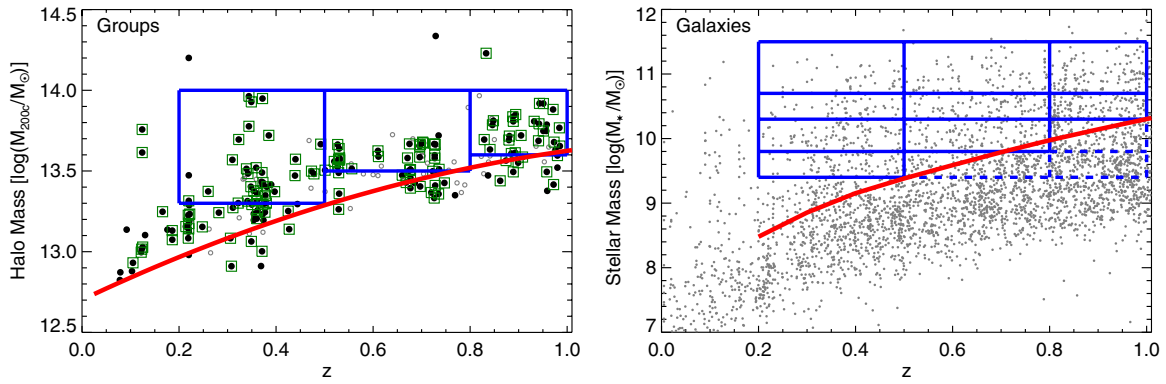 Groups
Halo Mass [log(M200c/M⊙)]
14.5
14.0
13.5
13.0
12.5
0.0 0.2 0.4 0.6 0.8 1.0
z
Galaxies
Stellar Mass [log(M★/M⊙)]
12
11
10
9
8
7
0.0 0.2 0.4 0.6 0.8 1.0
z